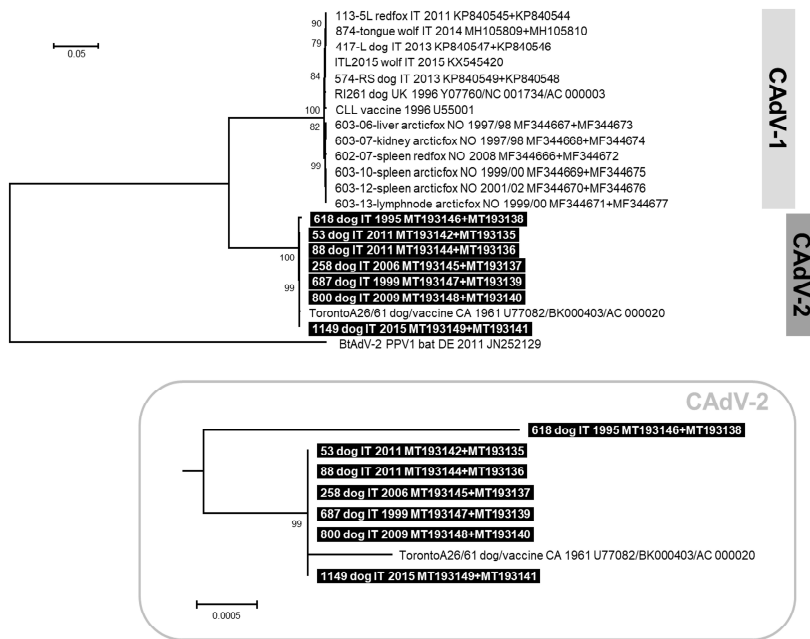 113-5L redfox IT 2011 KP840545+KP840544
90
874-tongue wolf IT 2014 MH105809+MH105810
79
417-L dog IT 2013 KP840547+KP840546
0.05
ITL2015 wolf IT 2015 KX545420
84
574-RS dog IT 2013 KP840549+KP840548
RI261 dog UK 1996 Y07760/NC 001734/AC 000003
100
CLL vaccine 1996 U55001
82
603-06-liver arcticfox NO 1997/98 MF344667+MF344673
603-07-kidney arcticfox NO 1997/98 MF344668+MF344674
602-07-spleen redfox NO 2008 MF344666+MF344672
99
603-10-spleen arcticfox NO 1999/00 MF344669+MF344675
603-12-spleen arcticfox NO 2001/02 MF344670+MF344676
603-13-lymphnode arcticfox NO 1999/00 MF344671+MF344677
CAdV-1
618 dog IT 1995 MT193146+MT193138
53 dog IT 2011 MT193142+MT193135
88 dog IT 2011 MT193144+MT193136
100
258 dog IT 2006 MT193145+MT193137
687 dog IT 1999 MT193147+MT193139
99
800 dog IT 2009 MT193148+MT193140
TorontoA26/61 dog/vaccine CA 1961 U77082/BK000403/AC 000020
1149 dog IT 2015 MT193149+MT193141
CAdV-2
BtAdV-2 PPV1 bat DE 2011 JN252129
CAdV-2
618 dog IT 1995 MT193146+MT193138
53 dog IT 2011 MT193142+MT193135
88 dog IT 2011 MT193144+MT193136
258 dog IT 2006 MT193145+MT193137
687 dog IT 1999 MT193147+MT193139
99
800 dog IT 2009 MT193148+MT193140
TorontoA26/61 dog/vaccine CA 1961 U77082/BK000403/AC 000020
1149 dog IT 2015 MT193149+MT193141
0.0005